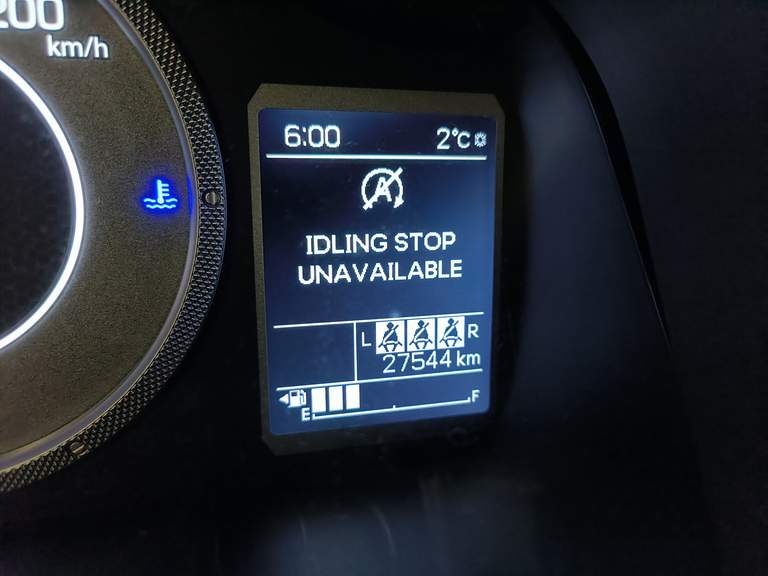 200
km/h
6:00 2°C
A
IDLING STOP
UNAVAILABLE
L R
27544 km
E F